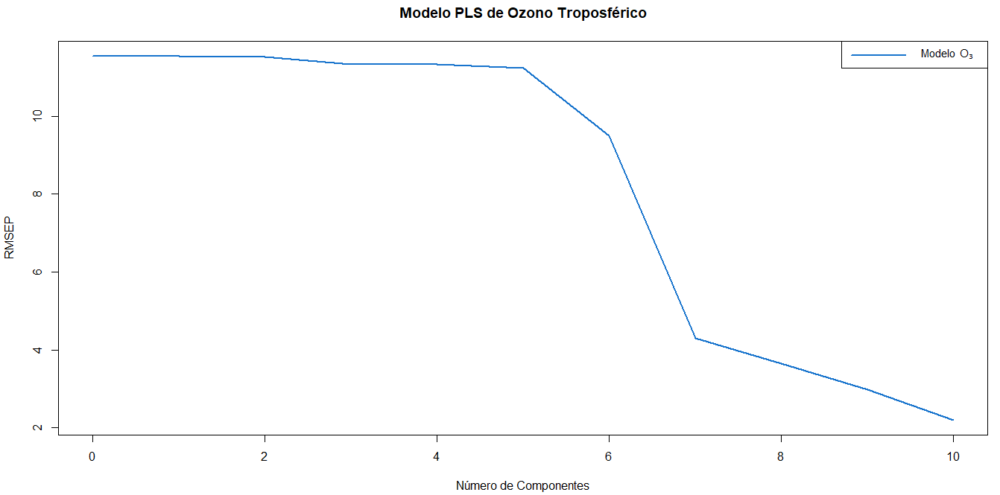 Modelo PLS de Ozono Troposférico
Modelo O₃
RMSEP
10
8
6
4
2
0 2 4 6 8 10
Número de Componentes